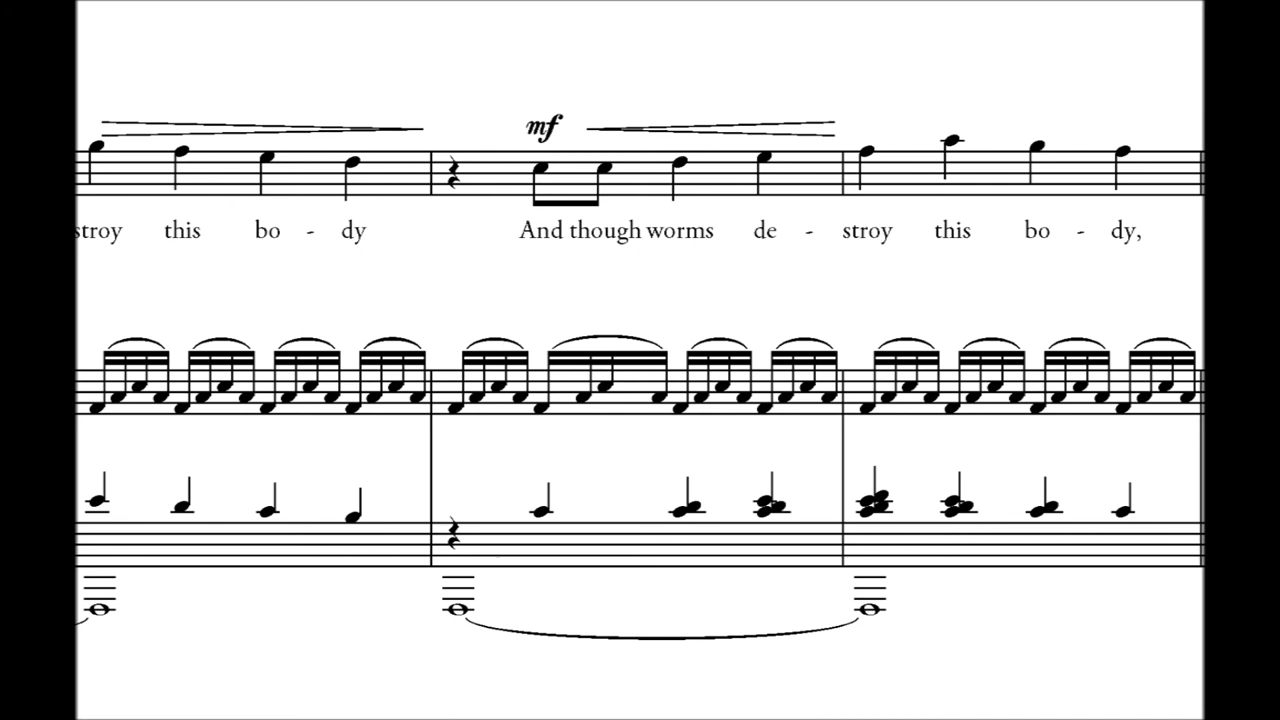 mf
stroy this bo - dy And though worms de - stroy this bo - dy,